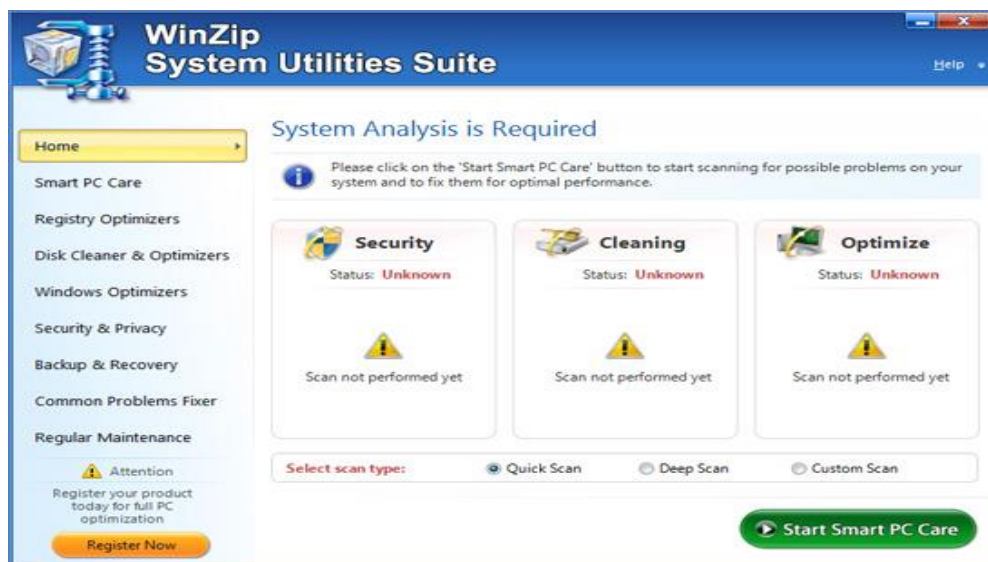 WinZip
System Utilities Suite
Help
Home
Smart PC Care
Registry Optimizers
Disk Cleaner & Optimizers
Windows Optimizers
Security & Privacy
Backup & Recovery
Common Problems Fixer
Regular Maintenance
Attention
Register your product
today for full PC
optimization
Register Now
System Analysis is Required
Please click on the 'Start Smart PC Care' button to start scanning for possible problems on your
system and to fix them for optimal performance.
Security
Status: Unknown
Scan not performed yet
Cleaning
Status: Unknown
Scan not performed yet
Optimize
Status: Unknown
Scan not performed yet
Select scan type:
Quick Scan
Deep Scan
Custom Scan
Start Smart PC Care